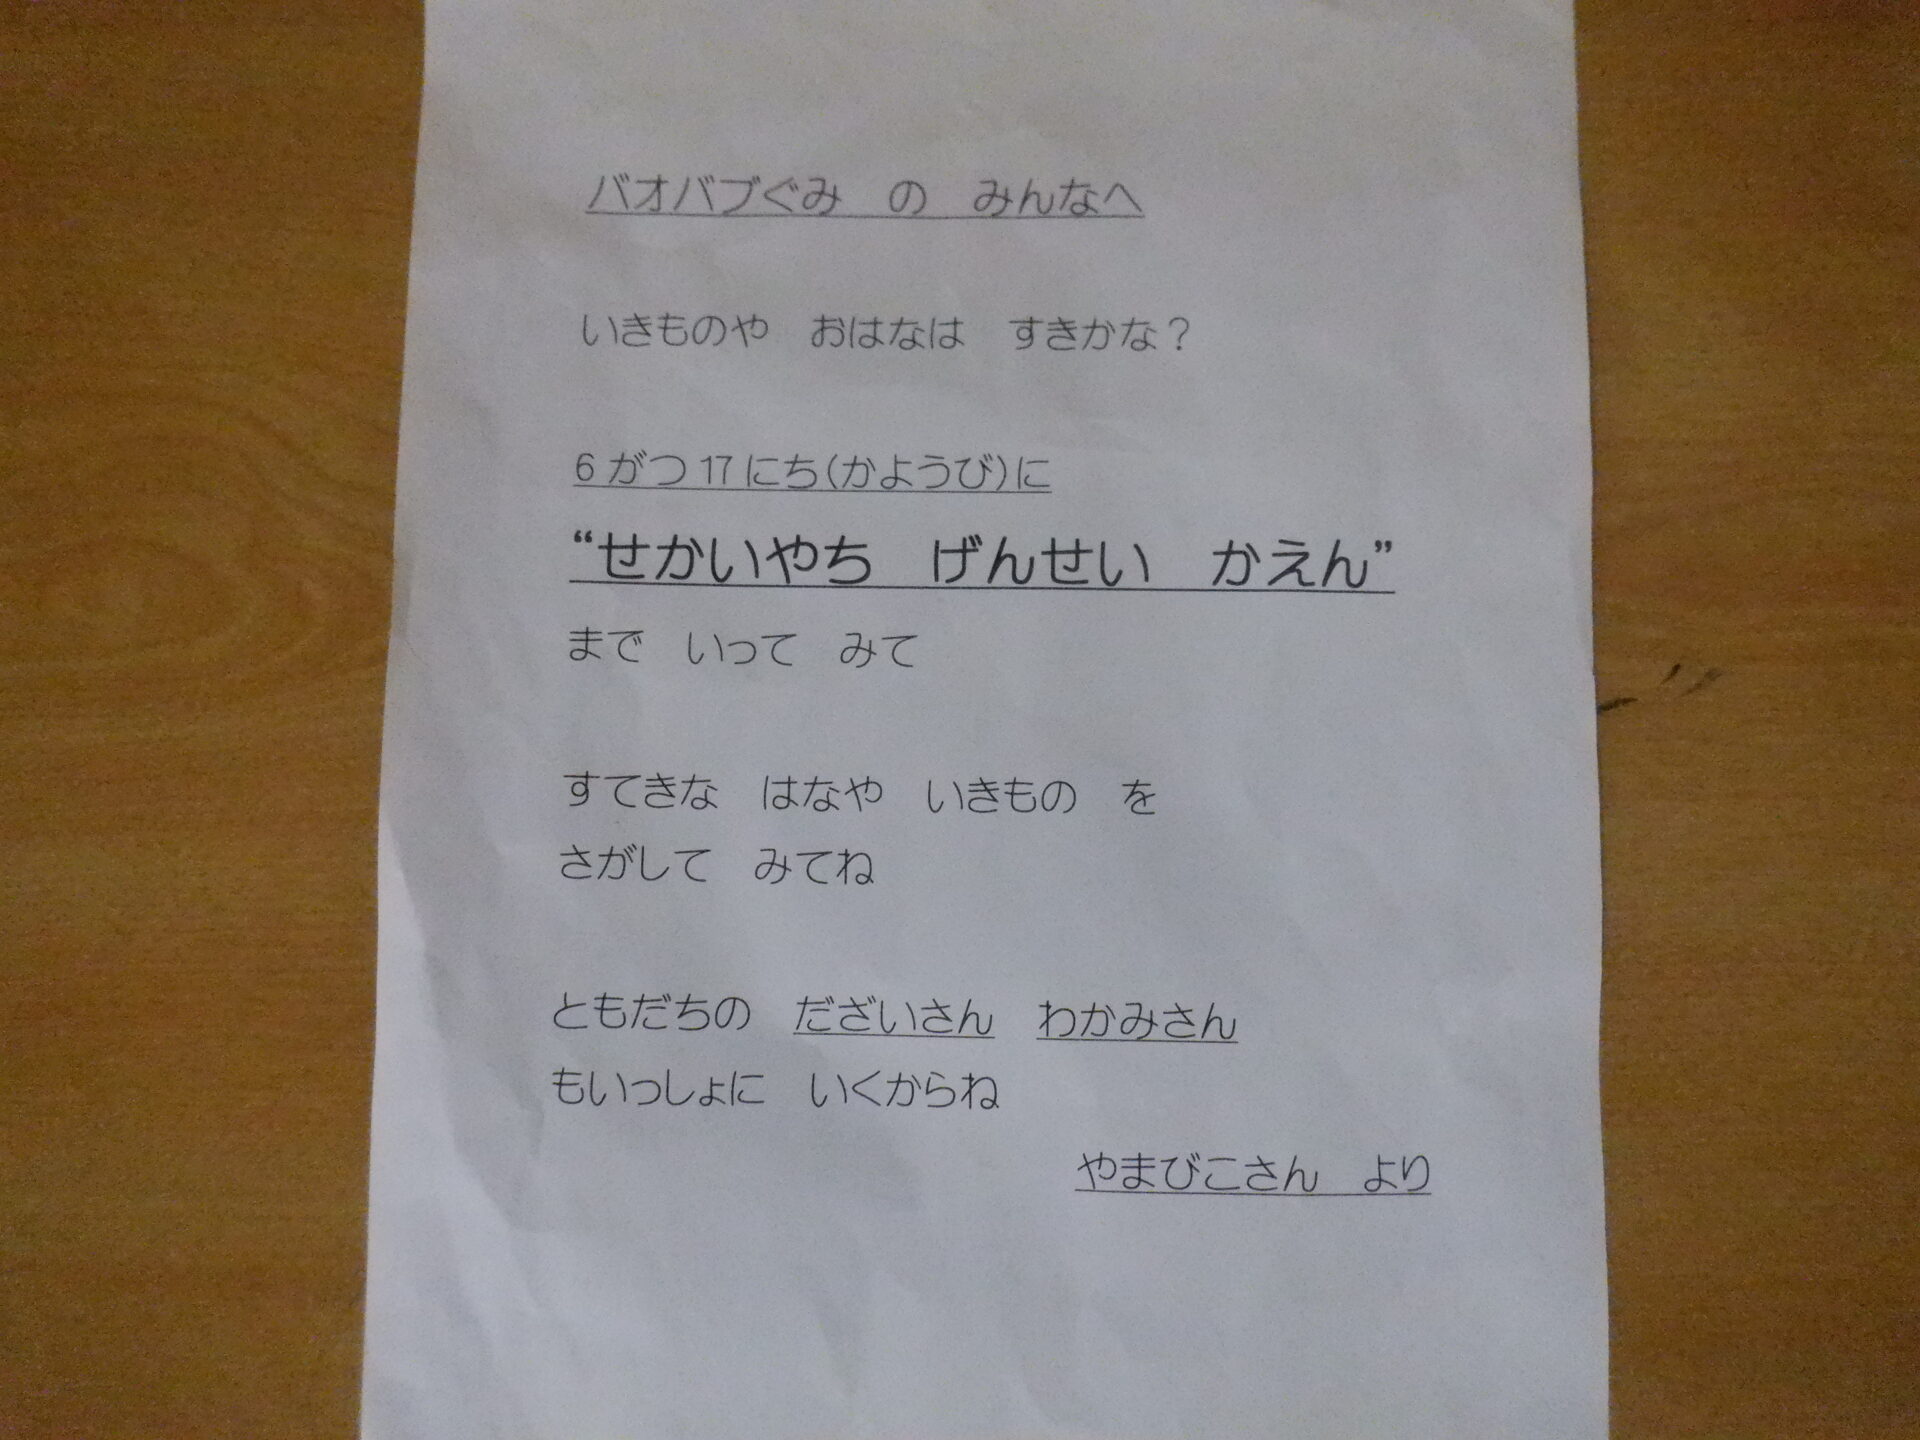 バオバブぐみ　の　みんなへ
いきものや　おはなは　すきかな？
6がつ17にち(かようび)に
“せかいやち　げんせい　かえん”
まで　いって　みて
すてきな　はなや　いきもの　を
さがして　みてね
ともだちの　だざいさん　わかみさん
もいっしょに　いくからね
やまびこさん　より